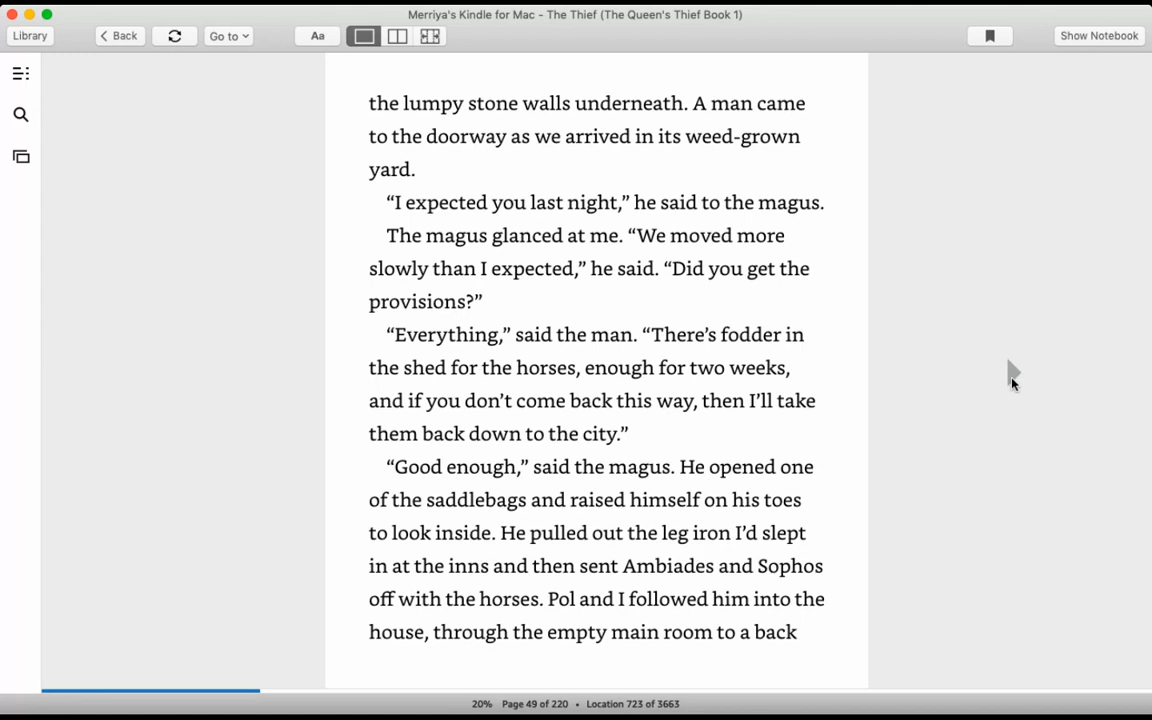 Merriya's Kindle for Mac - The Thief (The Queen's Thief Book 1)
Library
Back
Go to
Aa
Show Notebook
the lumpy stone walls underneath. A man came
to the doorway as we arrived in its weed-grown
yard.
“I expected you last night,” he said to the magus.
The magus glanced at me. “We moved more
slowly than I expected,” he said. “Did you get the
provisions?”
“Everything,” said the man. “There’s fodder in
the shed for the horses, enough for two weeks,
and if you don’t come back this way, then I’ll take
them back down to the city.”
“Good enough,” said the magus. He opened one
of the saddlebags and raised himself on his toes
to look inside. He pulled out the leg iron I’d slept
in at the inns and then sent Ambiades and Sophos
off with the horses. Pol and I followed him into the
house, through the empty main room to a back
20% Page 49 of 220 • Location 723 of 3663